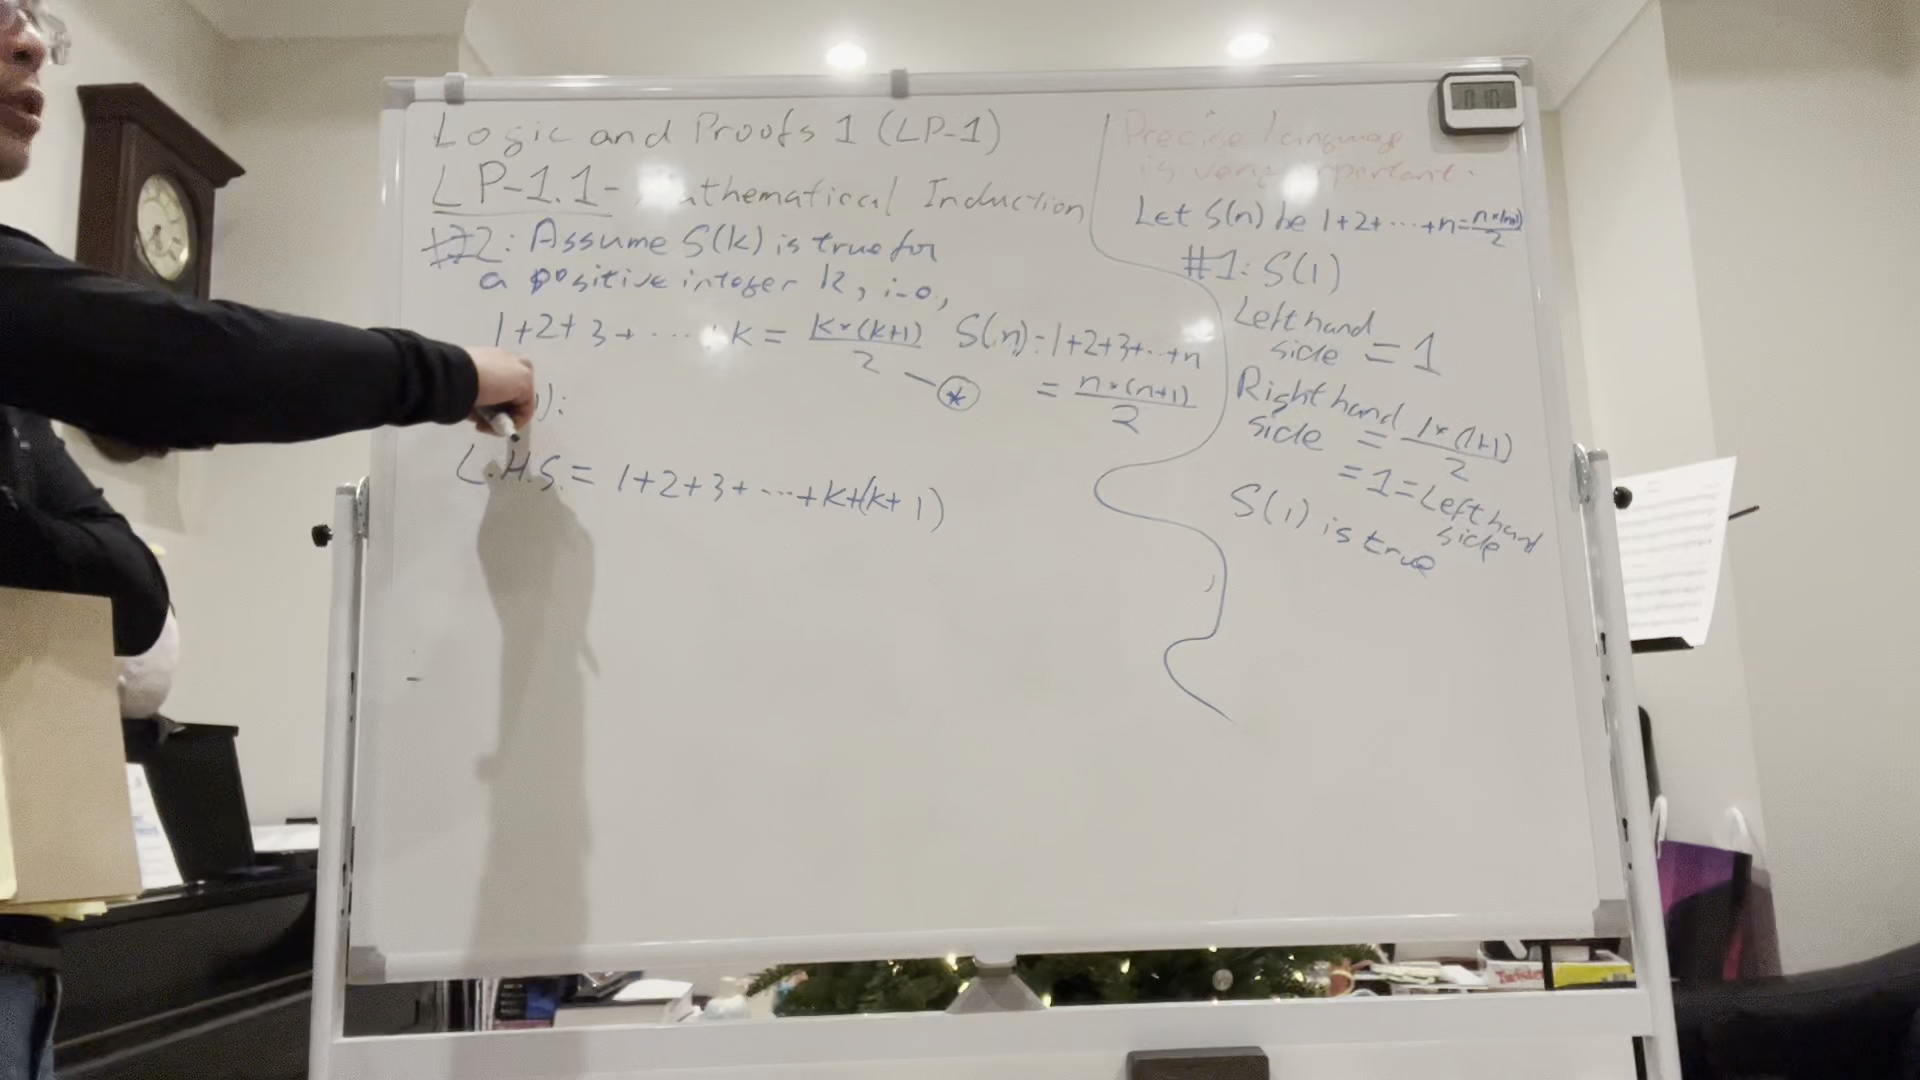 Logic and Proofs 1 (LP-1)
LP-1.1- Mathematical Induction
#2: Assume S(k) is true for
a positive integer k, i.e.,
1+2+3+ ... + k = k×(k+1) / 2 — *
S(n): 1+2+3+...+n
= n×(n+1) / 2
):
L.H.S. = 1+2+3+...+k+(k+1)
Precise language
is very important.
Let S(n) be 1+2+...+n = n×(n+1) / 2
#1: S(1)
Left hand
side = 1
Right hand
side = 1×(1+1) / 2
= 1 = Left hand
side
S(1) is true